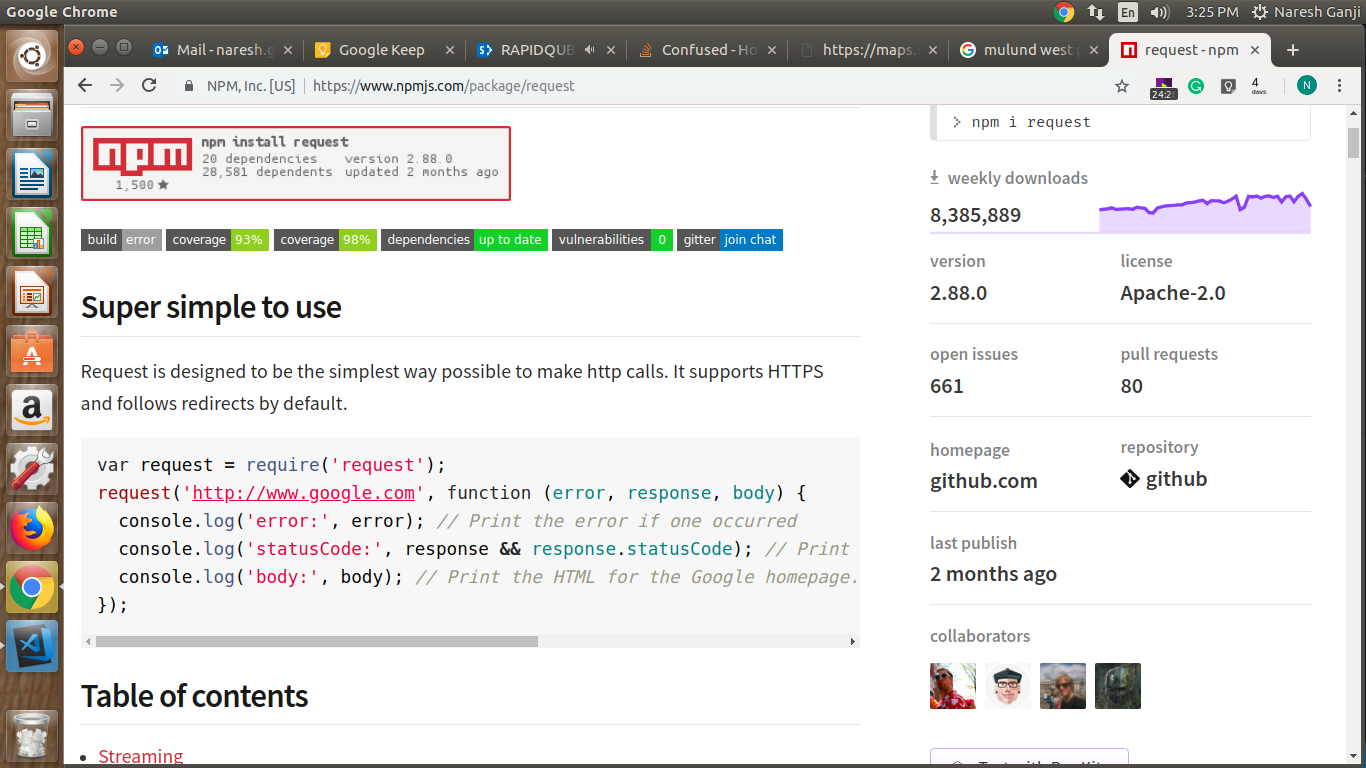 Google Chrome
En
3:25 PM
Naresh Ganji
Mail - naresh.g
Google Keep
RAPIDQUB
Confused - Ho
https://maps.
mulund west p
request - npm
NPM, Inc. [US]
https://www.npmjs.com/package/request
4
days
N
npm
npm install request
20 dependencies version 2.88.0
28,581 dependents updated 2 months ago
1,500 ★
build error
coverage 93%
coverage 98%
dependencies up to date
vulnerabilities 0
gitter join chat
Super simple to use
Request is designed to be the simplest way possible to make http calls. It supports HTTPS
and follows redirects by default.
var request = require('request');
request('http://www.google.com', function (error, response, body) {
console.log('error:', error); // Print the error if one occurred
console.log('statusCode:', response && response.statusCode); // Print
console.log('body:', body); // Print the HTML for the Google homepage.
});
Table of contents
• Streaming
> npm i request
weekly downloads
8,385,889
version
2.88.0
license
Apache-2.0
open issues
661
pull requests
80
homepage
github.com
repository
github
last publish
2 months ago
collaborators